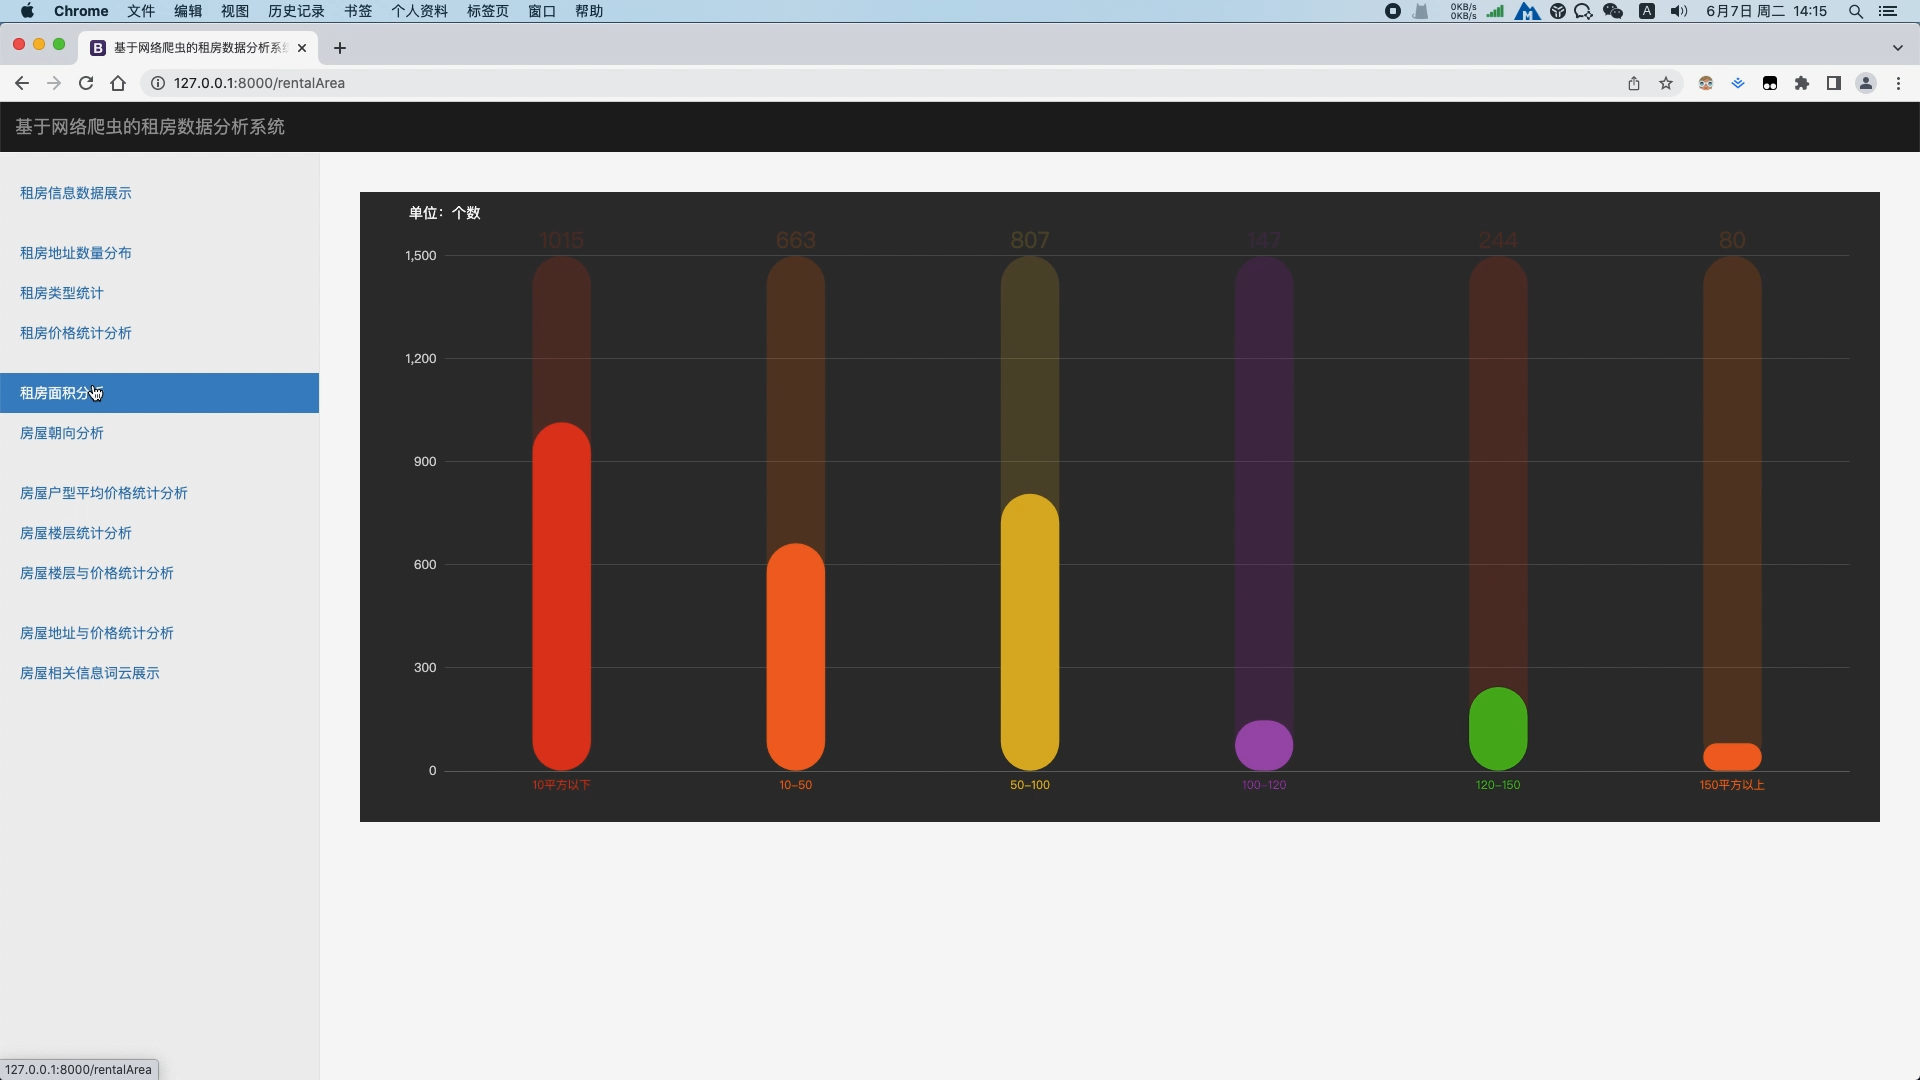 Chrome 文件 编辑 视图 历史记录 书签 个人资料 标签页 窗口 帮助 0KB/s 0KB/s A 6月7日 周二 14:15
B 基于网络爬虫的租房数据分析系统
127.0.0.1:8000/rentalArea
基于网络爬虫的租房数据分析系统
租房信息数据展示
租房地址数量分布
租房类型统计
租房价格统计分析
租房面积分析
房屋朝向分析
房屋户型平均价格统计分析
房屋楼层统计分析
房屋楼层与价格统计分析
房屋地址与价格统计分析
房屋相关信息词云展示
单位：个数
1015 663 807 147 244 80
1,500
1,200
900
600
300
0
10平方以下 10-50 50-100 100-120 120-150 150平方以上
127.0.0.1:8000/rentalArea